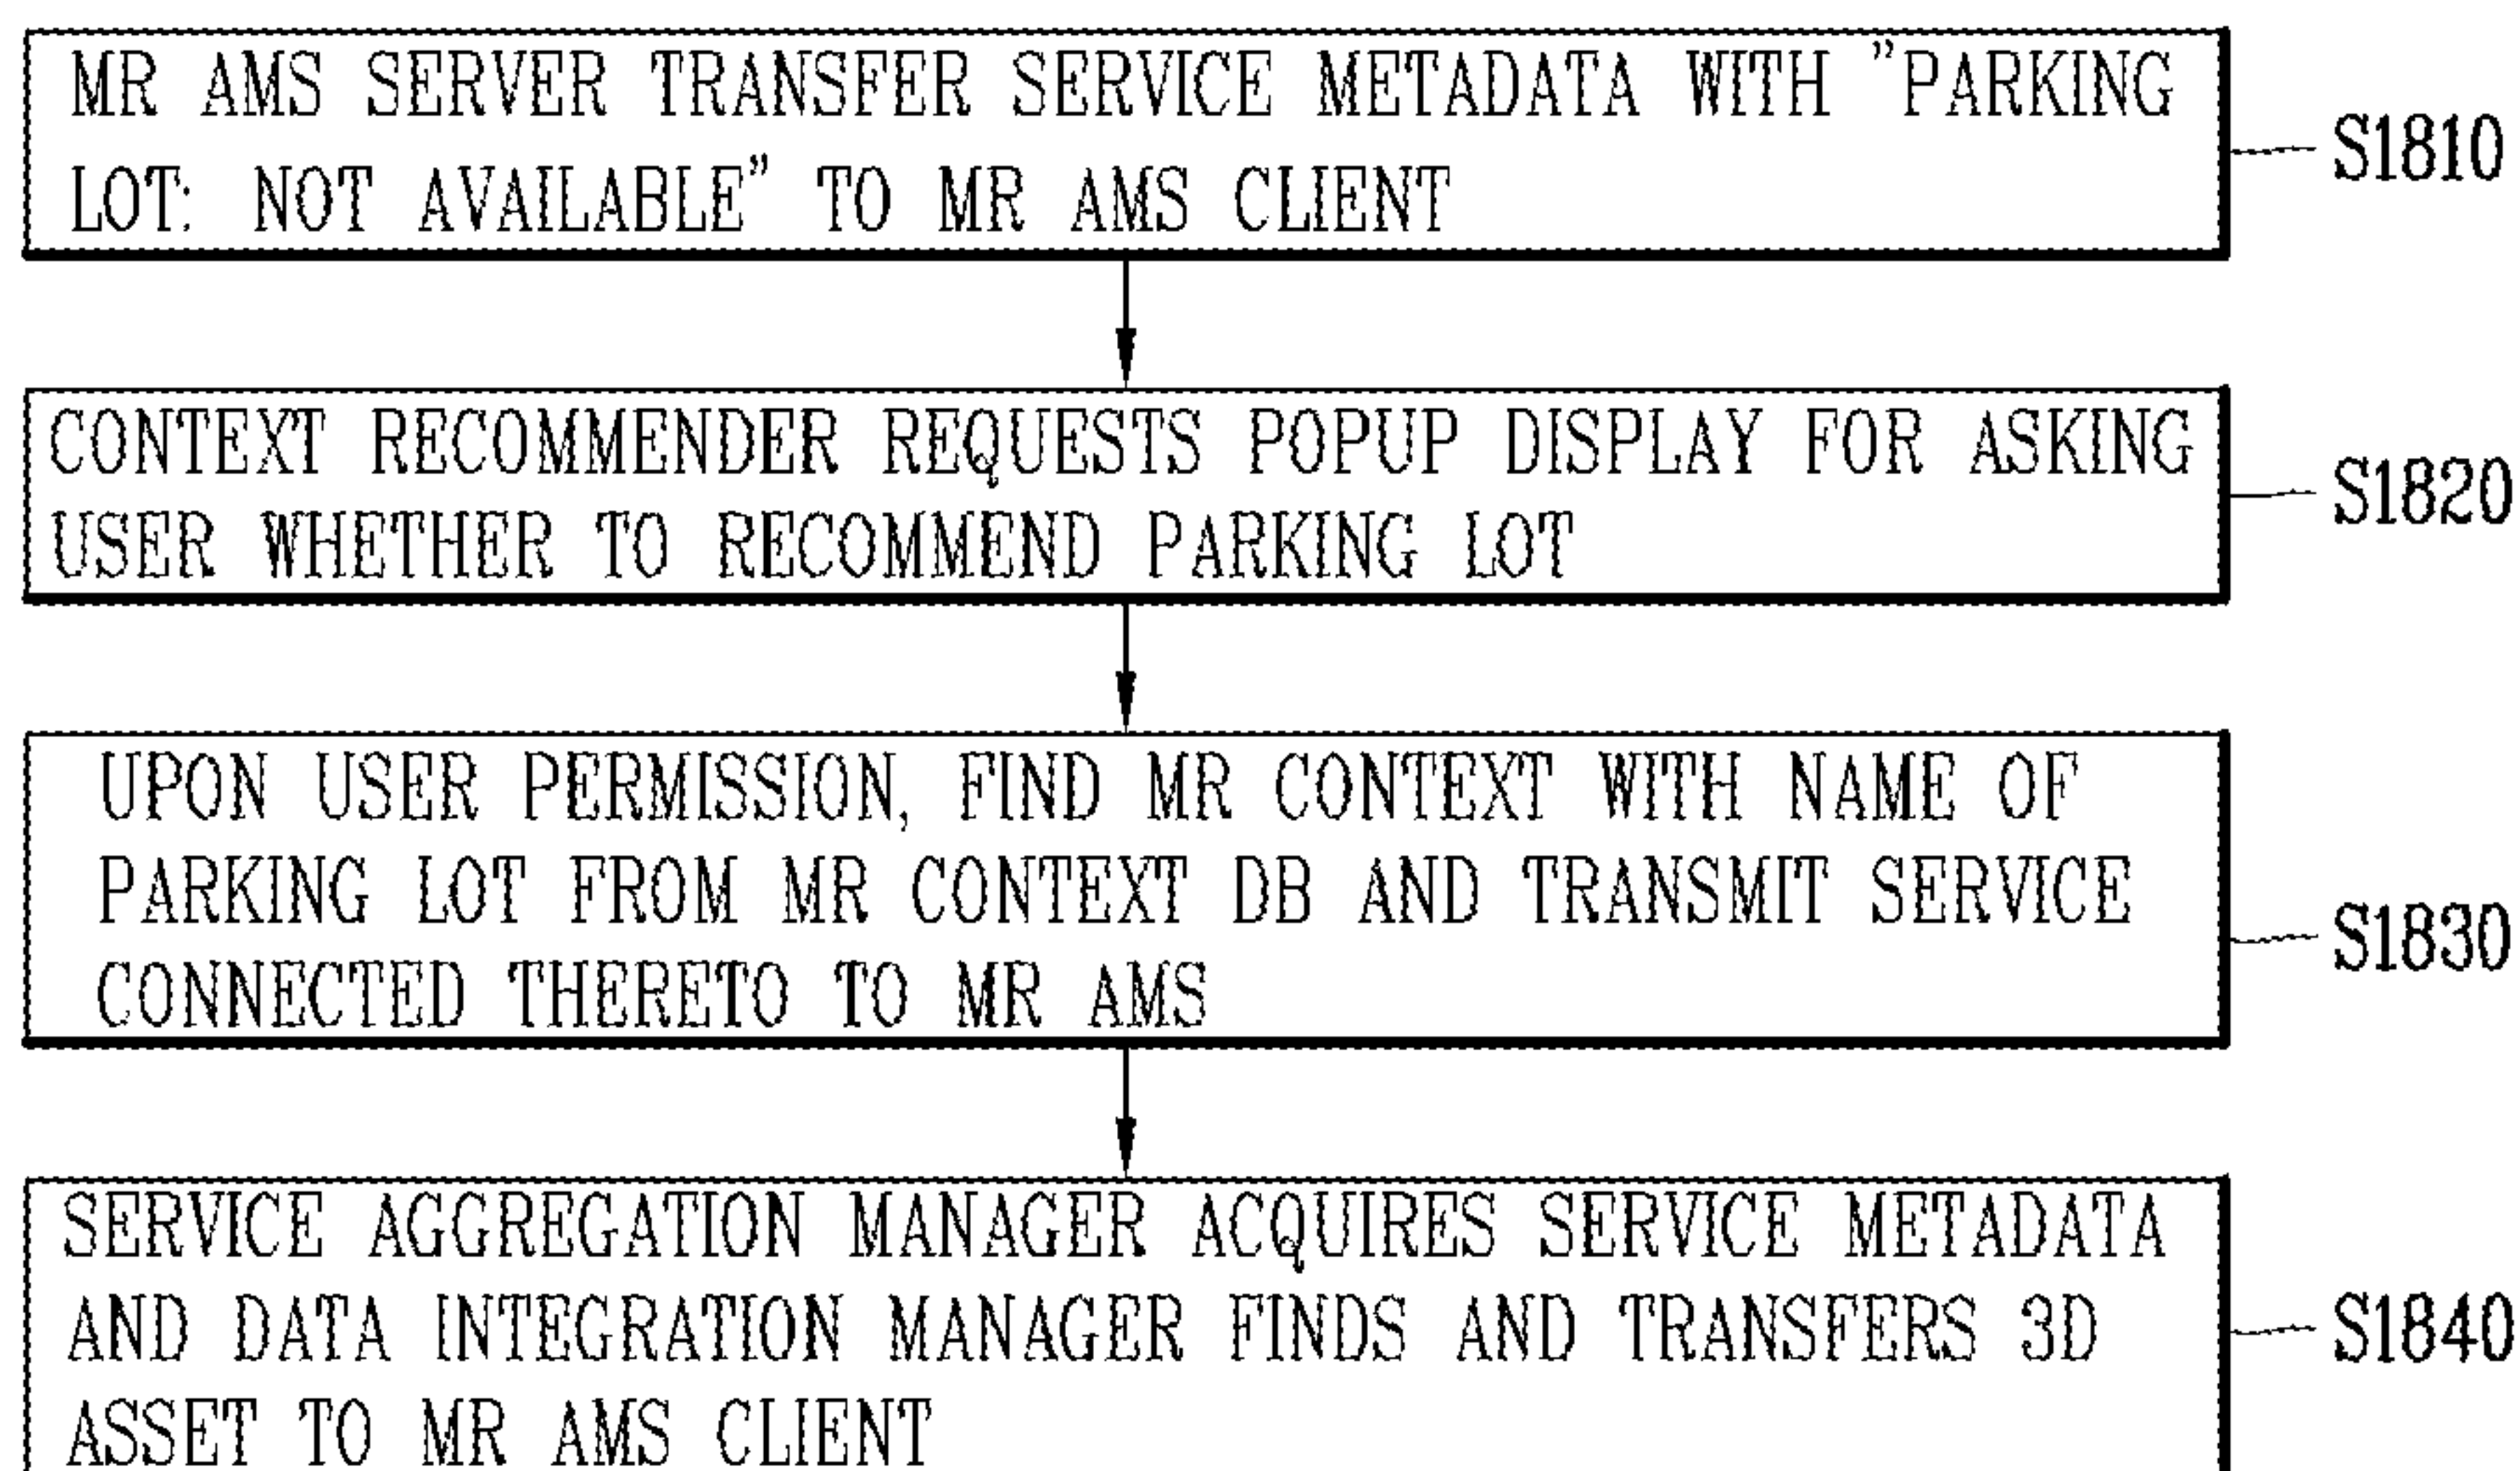 MR AMS SERVER TRANSFER SERVICE METADATA WITH "PARKING
LOT: NOT AVAILABLE" TO MR AMS CLIENT
S1810
CONTEXT RECOMMENDER REQUESTS POPUP DISPLAY FOR ASKING
USER WHETHER TO RECOMMEND PARKING LOT
S1820
UPON USER PERMISSION, FIND MR CONTEXT WITH NAME OF
PARKING LOT FROM MR CONTEXT DB AND TRANSMIT SERVICE
CONNECTED THERETO TO MR AMS
S1830
SERVICE AGGREGATION MANAGER ACQUIRES SERVICE METADATA
AND DATA INTEGRATION MANAGER FINDS AND TRANSFERS 3D
ASSET TO MR AMS CLIENT
S1840